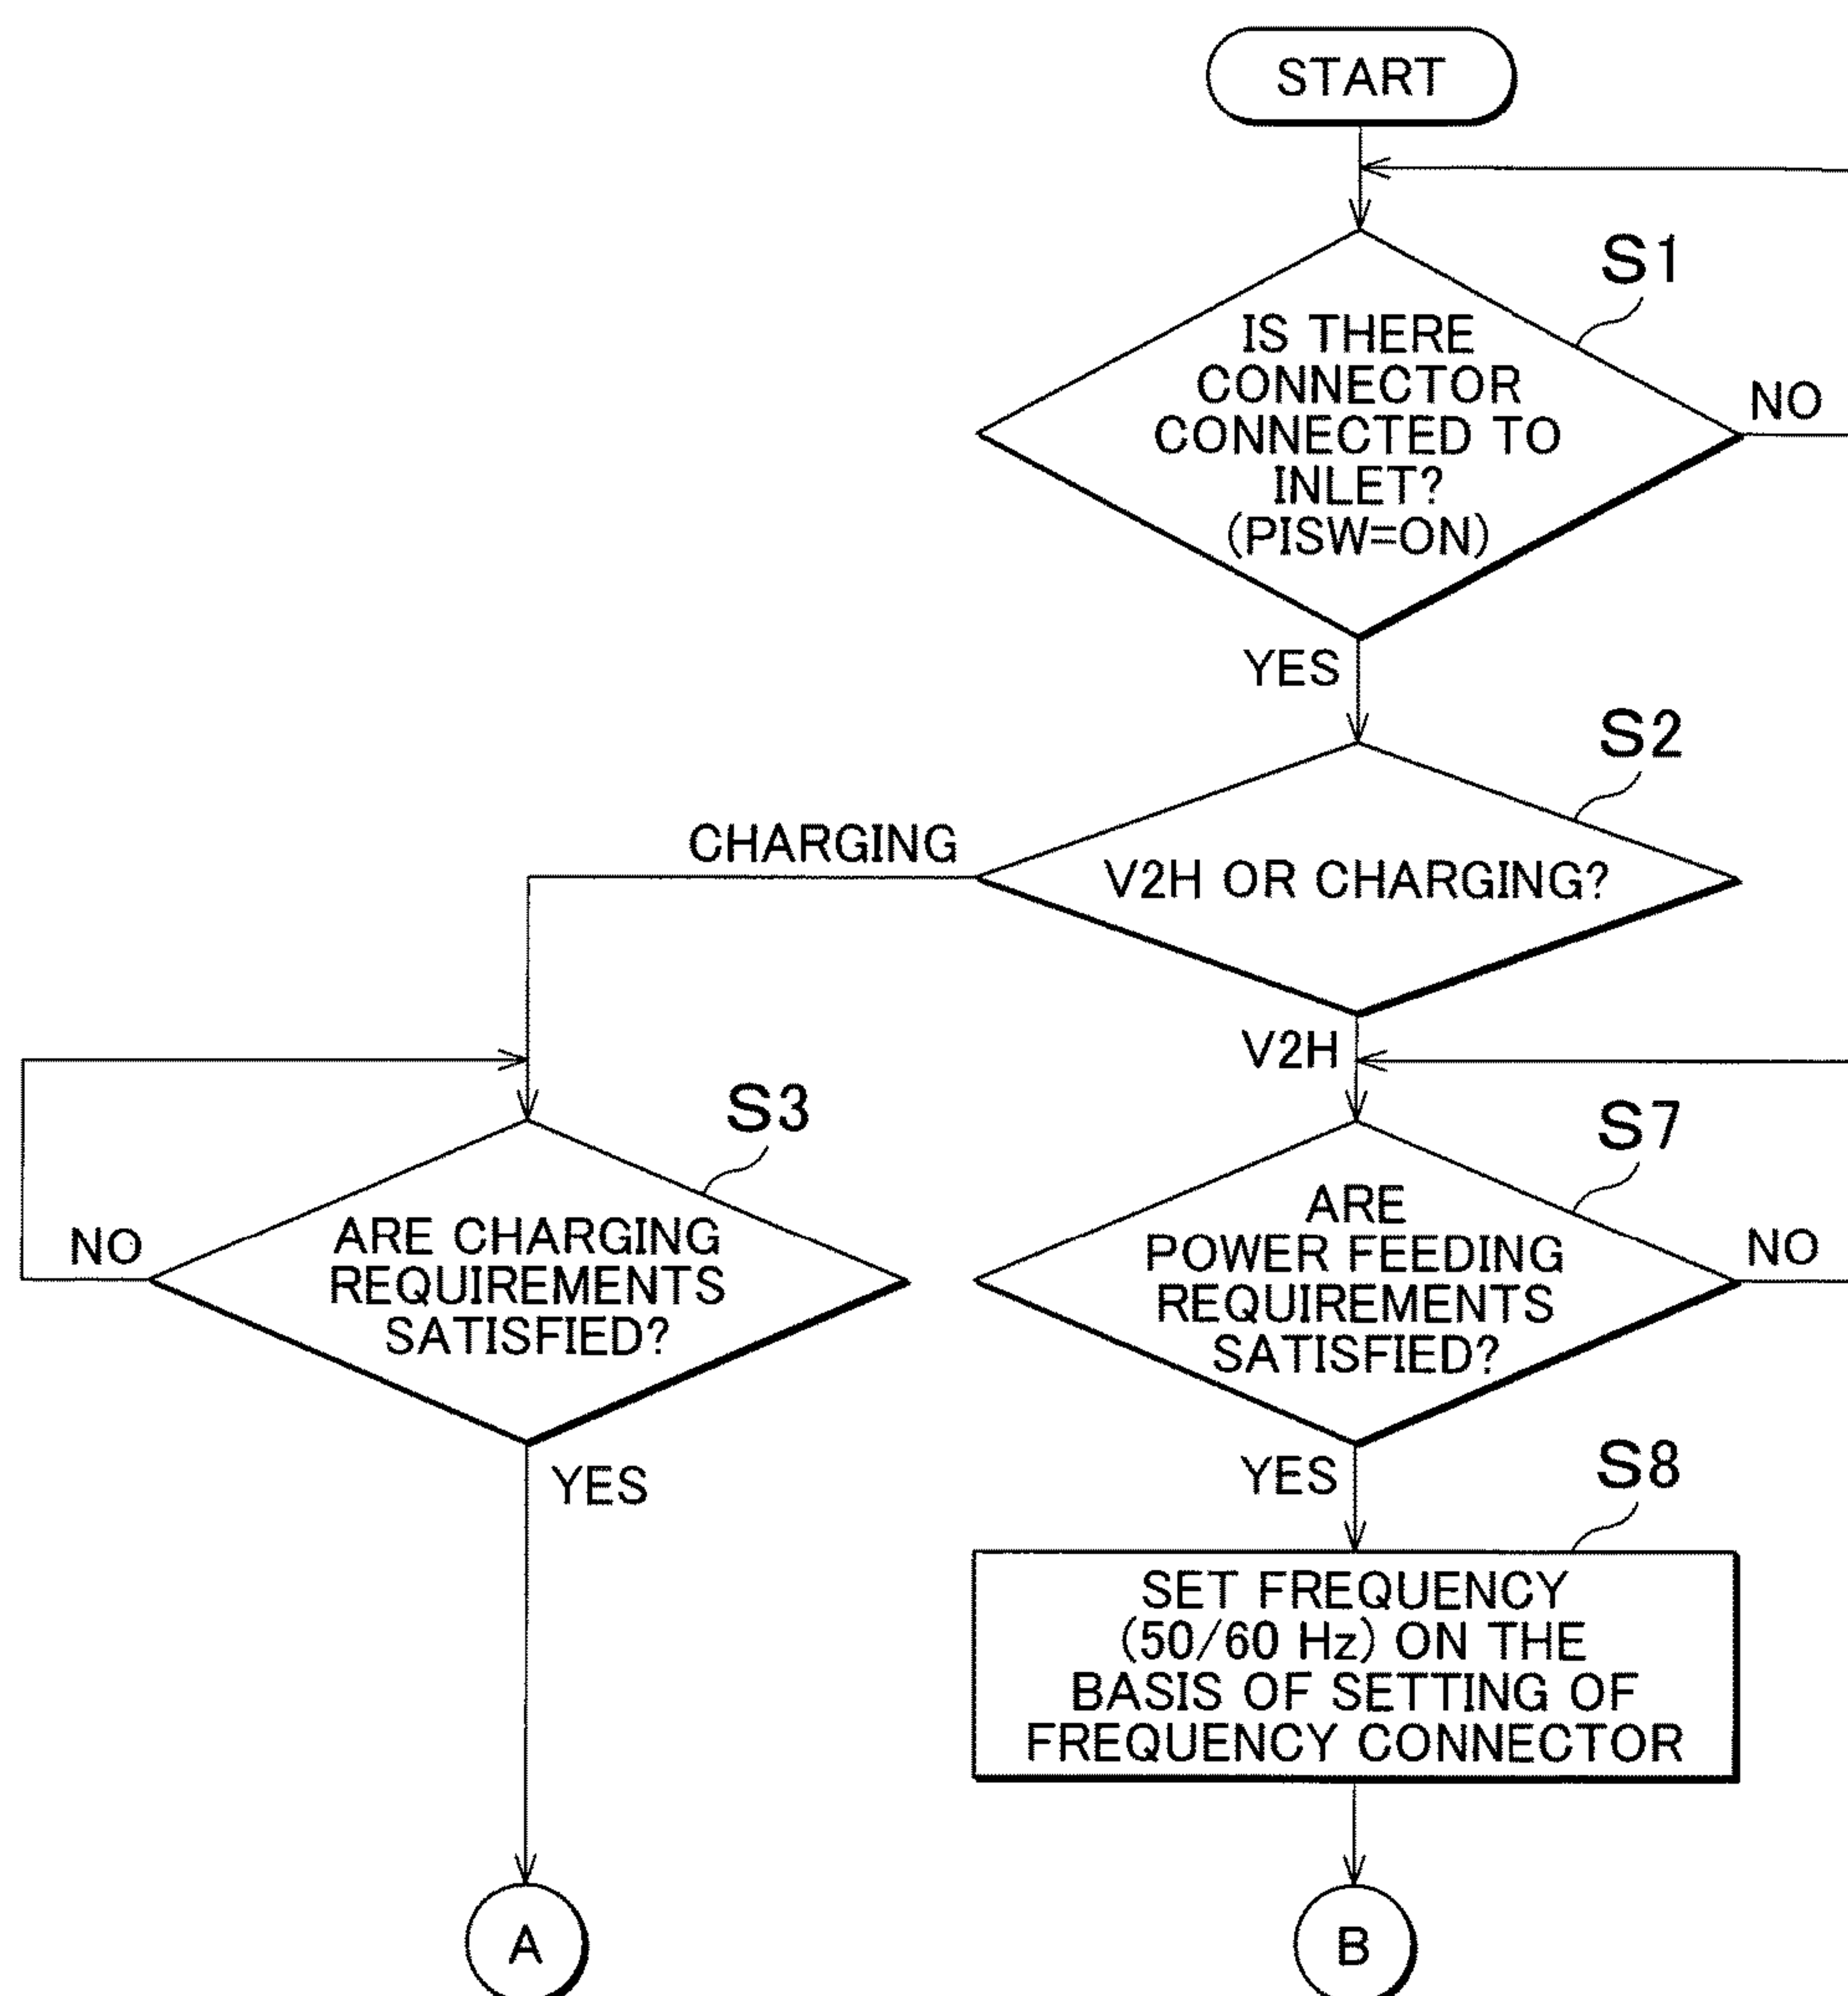 START
S1
IS THERE
CONNECTOR
CONNECTED TO
INLET?
(PISW=ON)
NO
YES
S2
CHARGING
V2H OR CHARGING?
V2H
S3
ARE CHARGING
REQUIREMENTS
SATISFIED?
NO
YES
S7
ARE
POWER FEEDING
REQUIREMENTS
SATISFIED?
NO
YES
S8
SET FREQUENCY
(50/60 Hz) ON THE
BASIS OF SETTING OF
FREQUENCY CONNECTOR
A
B